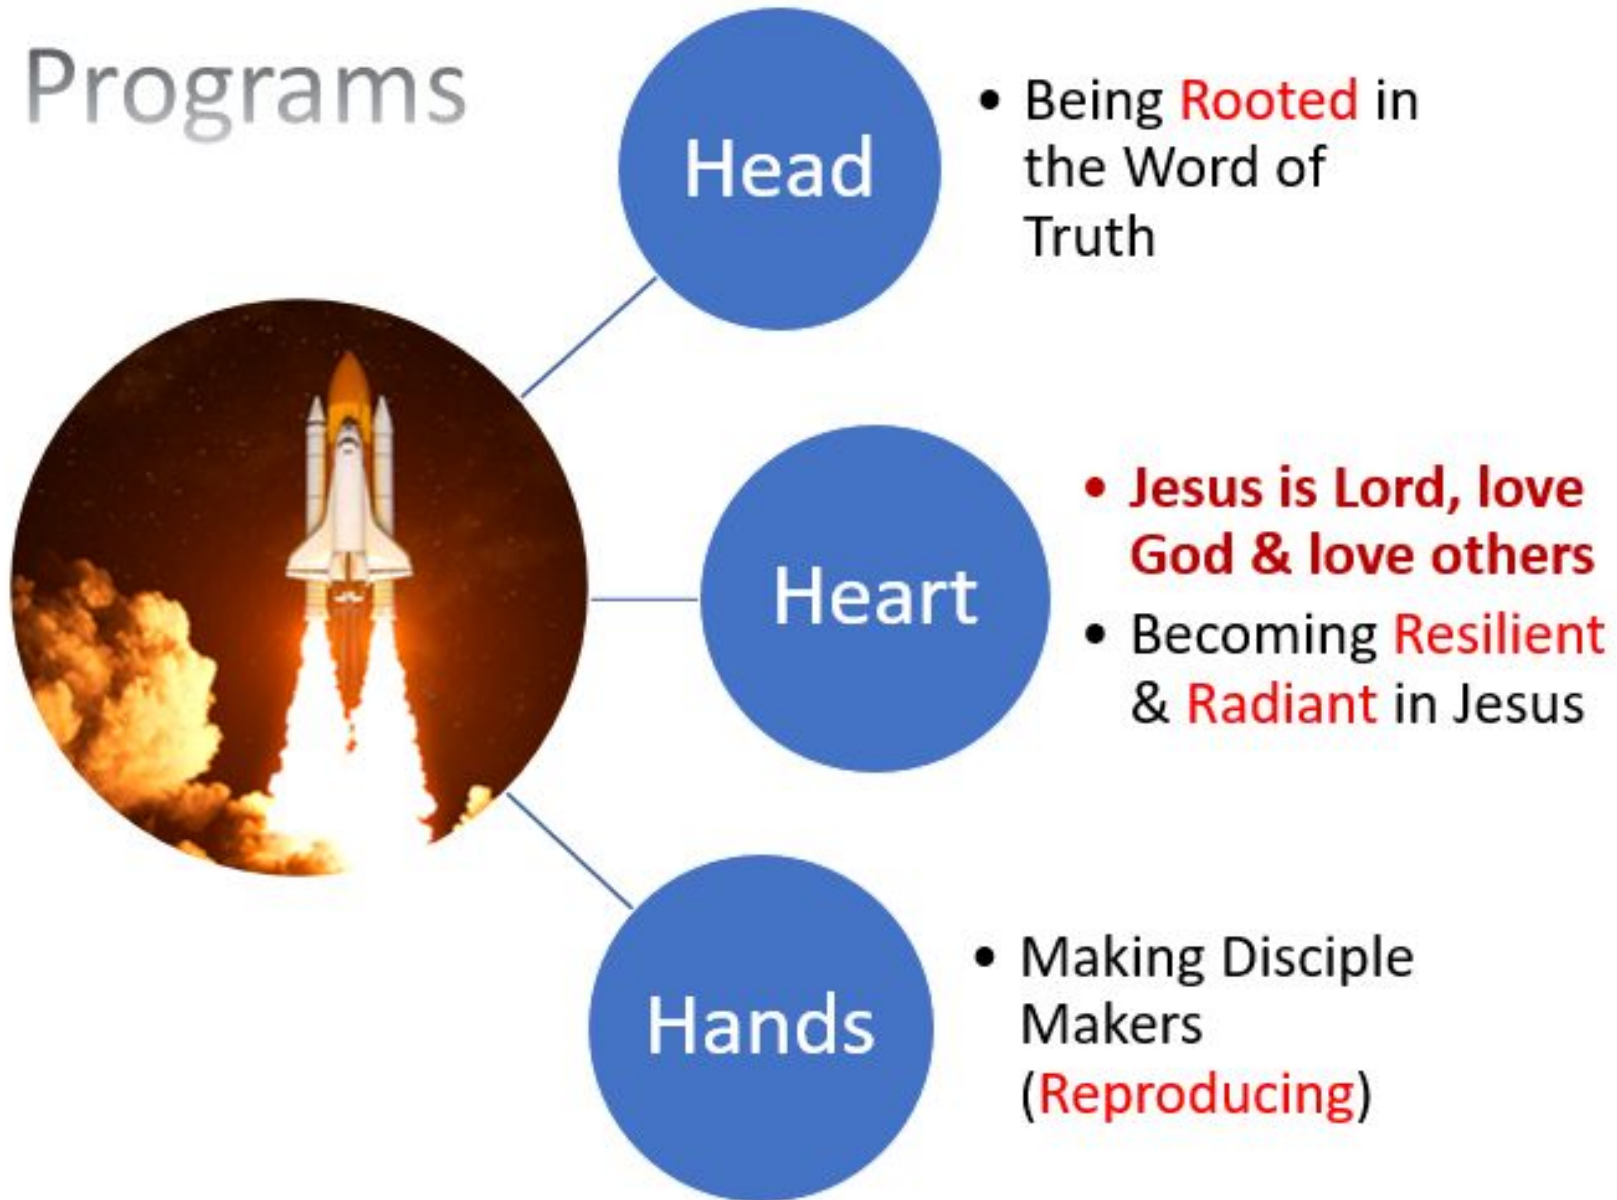 Programs
Head
• Being Rooted in
the Word of
Truth
Heart
• Jesus is Lord, love
God & love others
• Becoming Resilient
& Radiant in Jesus
Hands
• Making Disciple
Makers
(Reproducing)